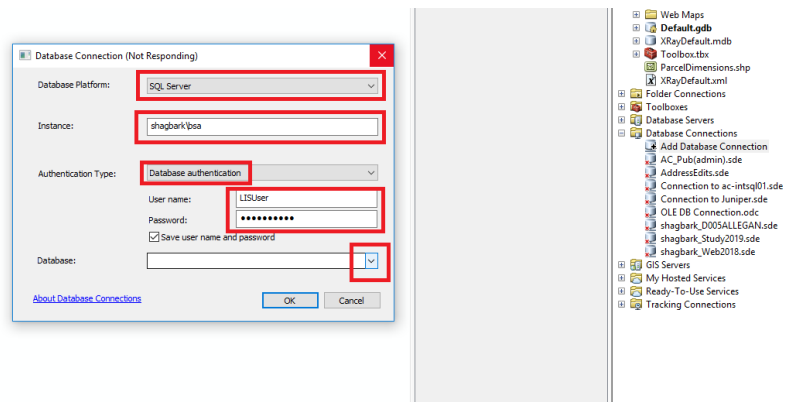 Database Connection (Not Responding)
Database Platform:
SQL Server
Instance:
shagbark\bsa
Authentication Type:
Database authentication
User name:
LISUser
Password:
••••••••••
Save user name and password
Database:
About Database Connections
OK
Cancel
Web Maps
Default.gdb
XRayDefault.mdb
Toolbox.tbx
ParcelDimensions.shp
XRayDefault.xml
Folder Connections
Toolboxes
Database Servers
Database Connections
Add Database Connection
AC_Pub(admin).sde
AddressEdits.sde
Connection to ac-intsql01.sde
Connection to Juniper.sde
OLE DB Connection.odc
shagbark_D005ALLEGAN.sde
shagbark_Study2019.sde
shagbark_Web2018.sde
GIS Servers
My Hosted Services
Ready-To-Use Services
Tracking Connections